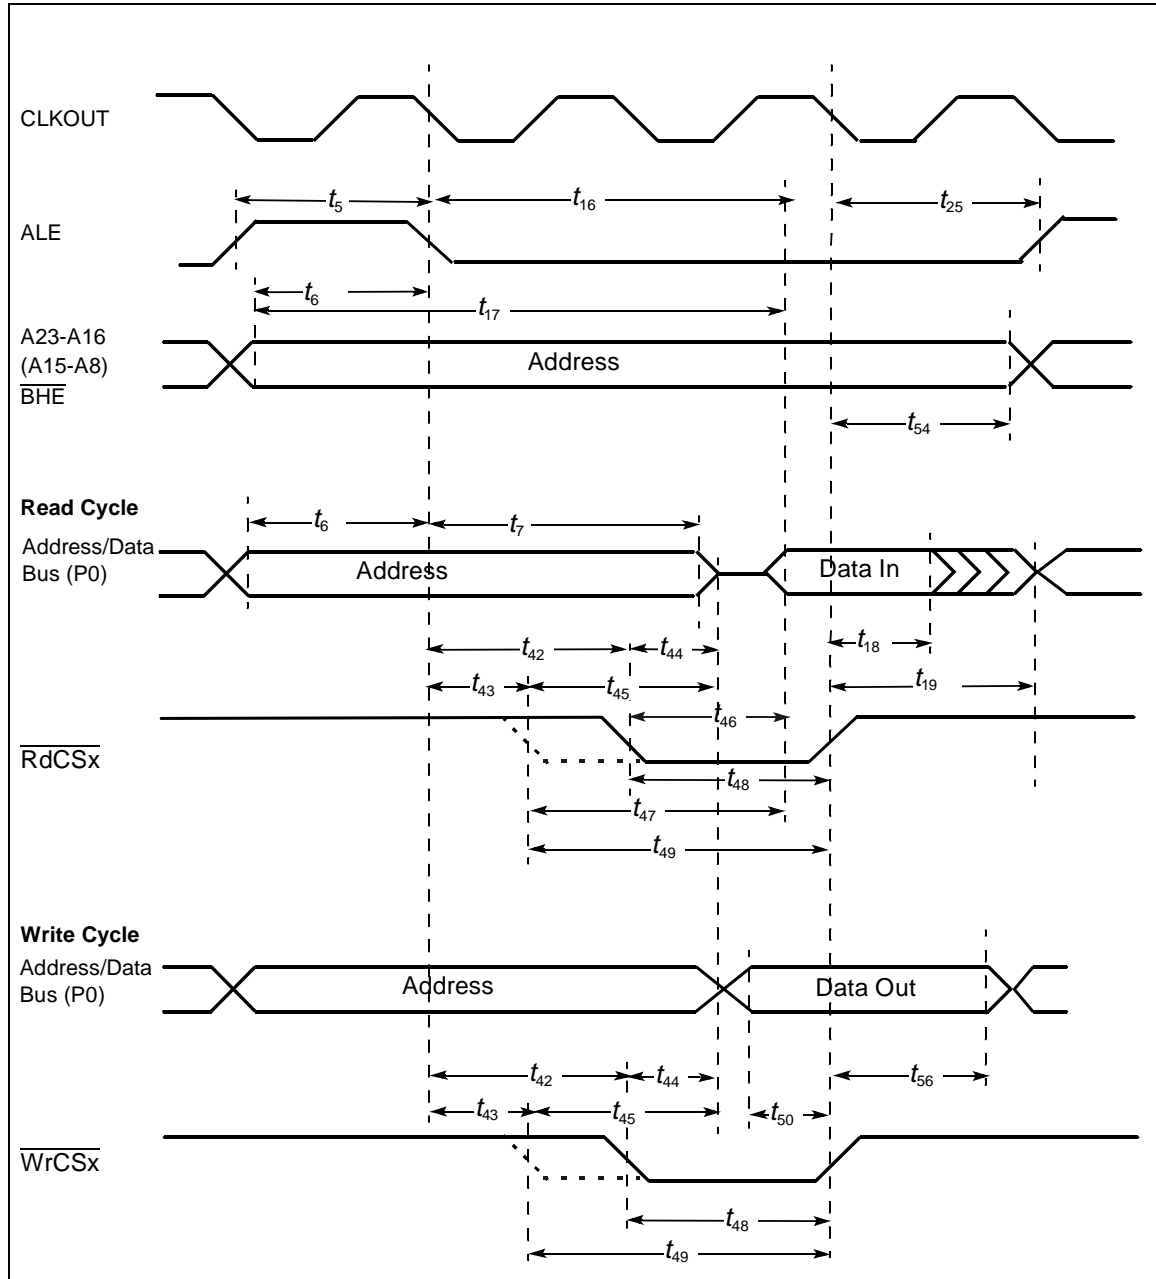 CLKOUT
t5
t16
t25
ALE
t6
t17
A23-A16
(A15-A8)
BHE
Address
t54
Read Cycle
t6
t7
Address/Data
Bus (P0)
Address
Data In
t42
t44
t18
t43
t45
t19
t46
RdCSx
t48
t47
t49
Write Cycle
Address/Data
Bus (P0)
Address
Data Out
t42
t44
t56
t43
t45
t50
WrCSx
t48
t49